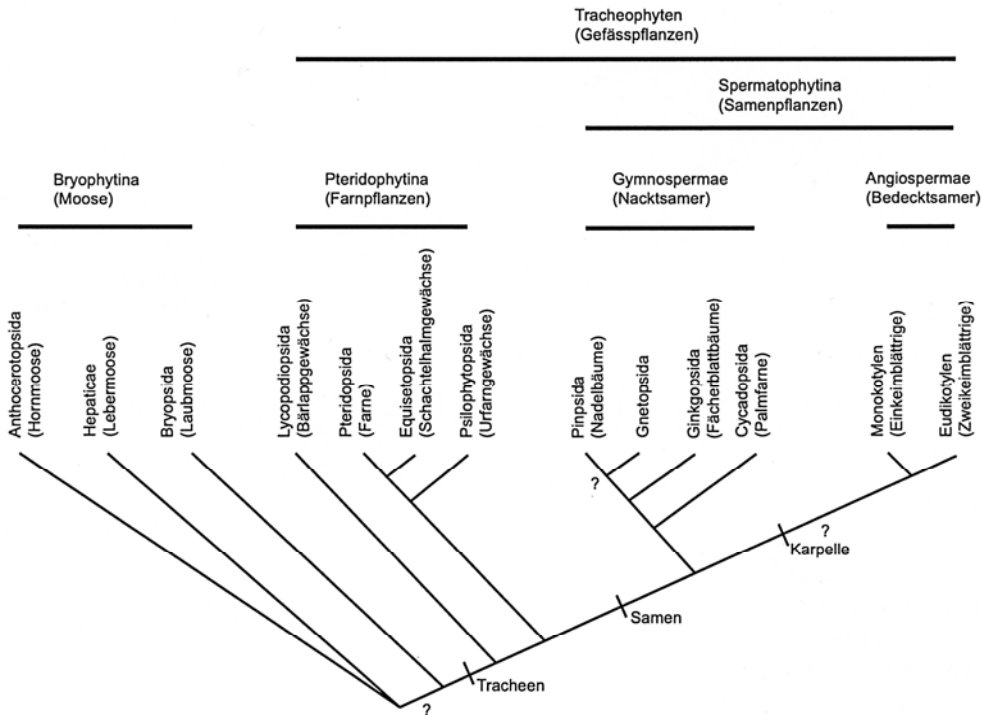 Tracheophyten
(Gefässpflanzen)
Spermatophytina
(Samenpflanzen)
Bryophytina
(Moose)
Pteridophytina
(Farnpflanzen)
Gymnospermae
(Nacktsamer)
Angiospermae
(Bedecktsamer)
Anthocerotopsida
(Hornmoose)
Hepaticae
(Lebermoose)
Bryopsida
(Laubmoose)
Lycopodiopsida
(Bärlappgewächse)
Pteridopsida
(Farne)
Equisetopsida
(Schachtelhalmgewächse)
Psilophytopsida
(Urfarngewächse)
Pinpsida
(Nadelbäume)
Gnetopsida
Ginkgopsida
(Fächerblattbäume)
Cycadopsida
(Palmfarne)
Monokotylen
(Einkeimblättrige)
Eudikotylen
(Zweikeimblättrige)
?
?
Karpelle
Samen
Tracheen
?